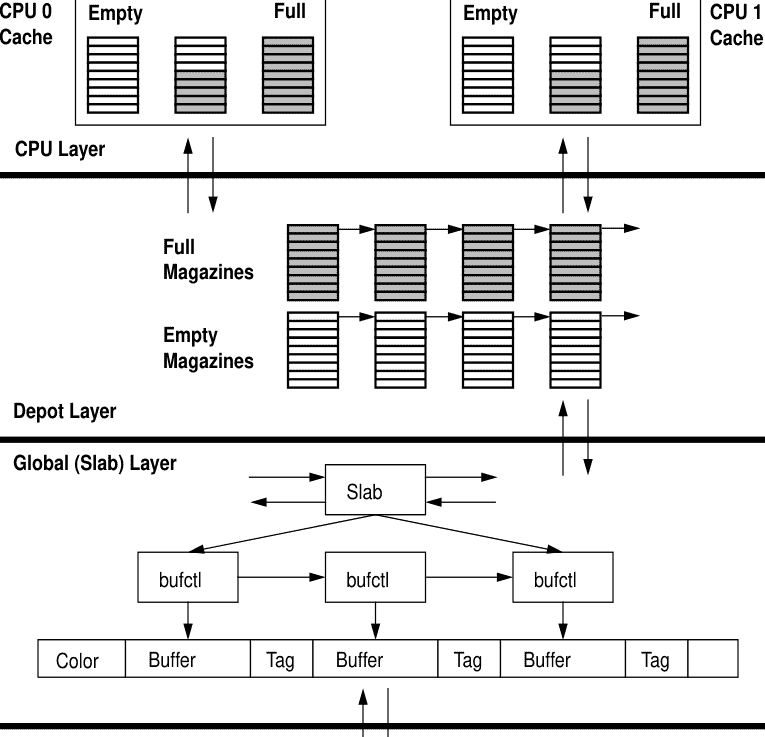 CPU 0
Cache
Empty
Full
Empty
Full
CPU 1
Cache
CPU Layer
Full
Magazines
Empty
Magazines
Depot Layer
Global (Slab) Layer
Slab
bufctl
bufctl
bufctl
Color
Buffer
Tag
Buffer
Tag
Buffer
Tag